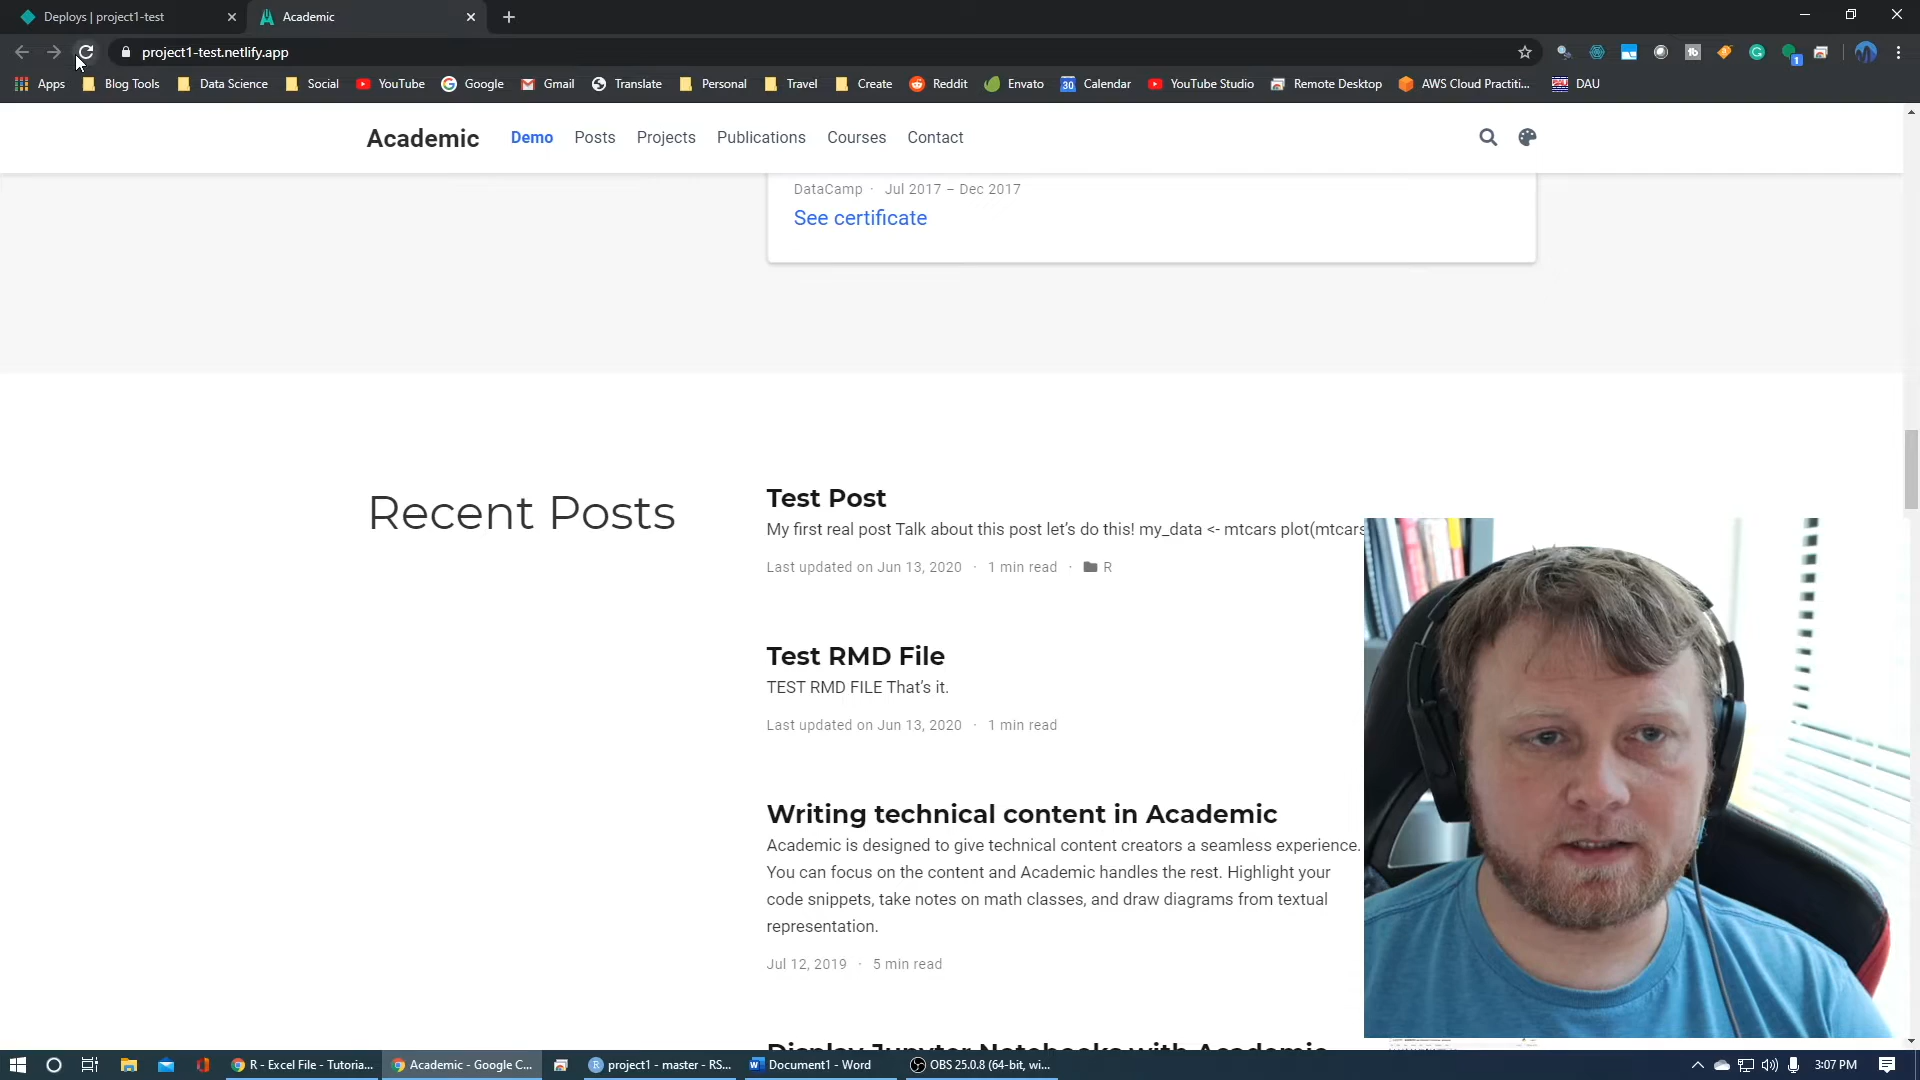 Deploys | project1-test
Academic
project1-test.netlify.app
Apps
Blog Tools
Data Science
Social
YouTube
Google
Gmail
Translate
Personal
Travel
Create
Reddit
Envato
30 Calendar
YouTube Studio
Remote Desktop
AWS Cloud Practiti...
DAU
Academic
Demo
Posts
Projects
Publications
Courses
Contact
DataCamp · Jul 2017 – Dec 2017
See certificate
Recent Posts
Test Post
My first real post Talk about this post let's do this! my_data <- mtcars plot(mtcars
Last updated on Jun 13, 2020 · 1 min read · R
Test RMD File
TEST RMD FILE That's it.
Last updated on Jun 13, 2020 · 1 min read
Writing technical content in Academic
Academic is designed to give technical content creators a seamless experience.
You can focus on the content and Academic handles the rest. Highlight your
code snippets, take notes on math classes, and draw diagrams from textual
representation.
Jul 12, 2019 · 5 min read
Display Jupyter Notebooks with Academic
R - Excel File - Tutoria...
Academic - Google C...
project1 - master - RS...
Document1 - Word
OBS 25.0.8 (64-bit, wi...
3:07 PM